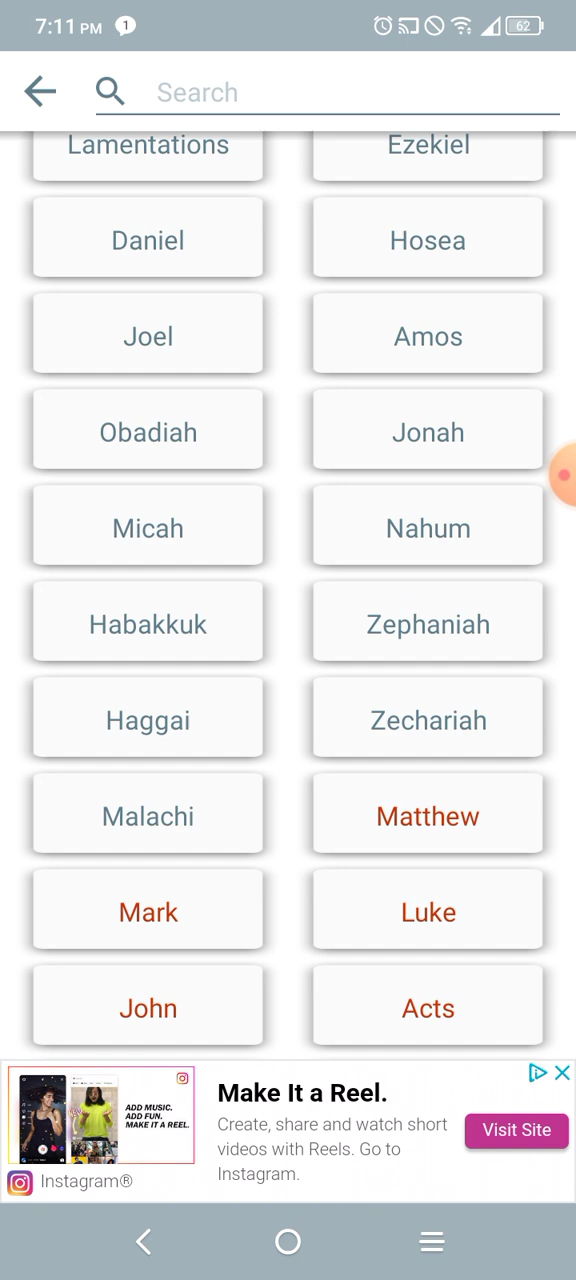 7:11 PM 1 62
Search
Lamentations Ezekiel
Daniel Hosea
Joel Amos
Obadiah Jonah
Micah Nahum
Habakkuk Zephaniah
Haggai Zechariah
Malachi Matthew
Mark Luke
John Acts
ADD MUSIC.
ADD FUN.
MAKE IT A REEL.
Instagram®
Make It a Reel.
Create, share and watch short
videos with Reels. Go to
Instagram.
Visit Site